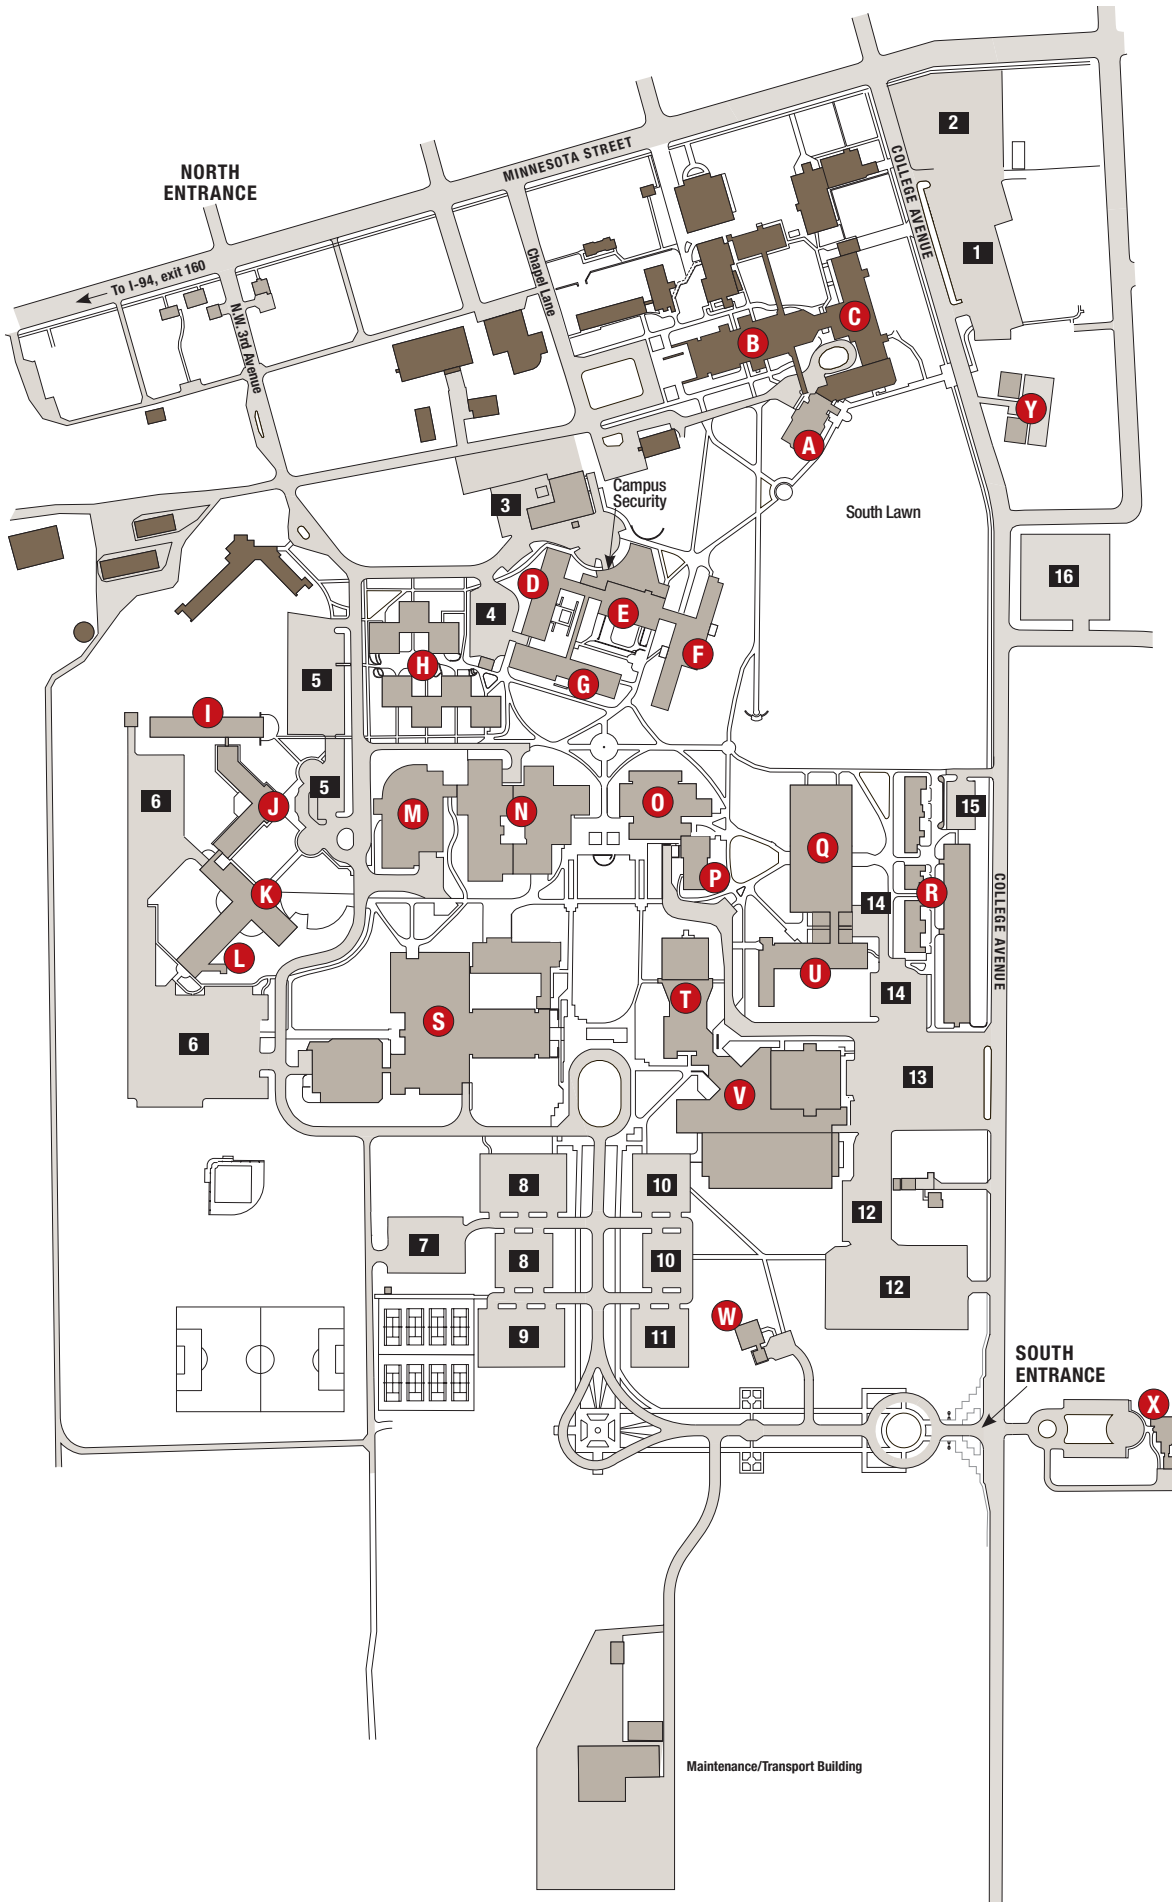 2
MINNESOTA STREET
COLLEGE AVENUE
NORTH
ENTRANCE
1
To I-94, exit 160
Chapel Lane
N.W. 3rd Avenue
C
B
Y
A
Campus
Security
3
South Lawn
16
D
E
4
F
H
G
5
I
6
5
J
M
N
O
15
Q
P
K
R
14
COLLEGE AVENUE
L
U
14
T
S
6
13
V
8
10
12
7
8
10
12
W
9
11
SOUTH
ENTRANCE
X
Maintenance/Transport Building